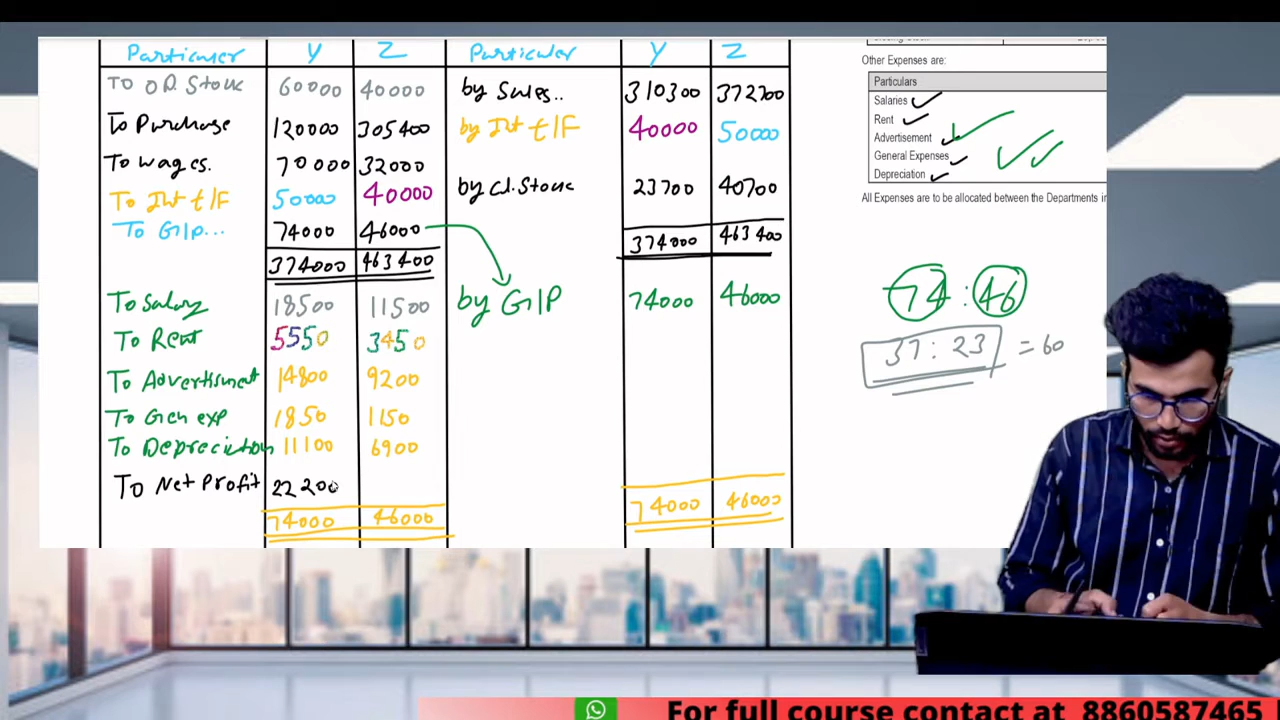 Particuler Y Z Particuler Y Z
To OP. Stock 60000 40000 by Sales.. 310300 372700
To Purchase 120000 305400 by Int t/F 40000 50000
To wages. 70000 32000
To Int t/F 50000 40000 by Cl. Stock 23700 40700
To G/P... 74000 46000
374000 463400 374000 463400
To Salary 18500 11500 by G/P 74000 46000
To Rent 5550 3450
To Advertisment 14800 9200
To Gen exp 1850 1150
To Depreciction 11100 6900
To Net Profit 22200
74000 46000 74000 46000
Other Expenses are:
Particulars
Salaries
Rent
Advertisement
General Expenses
Depreciation
All Expenses are to be allocated between the Departments in
74 : 46
37 : 23 = 60
For full course contact at 8860587465